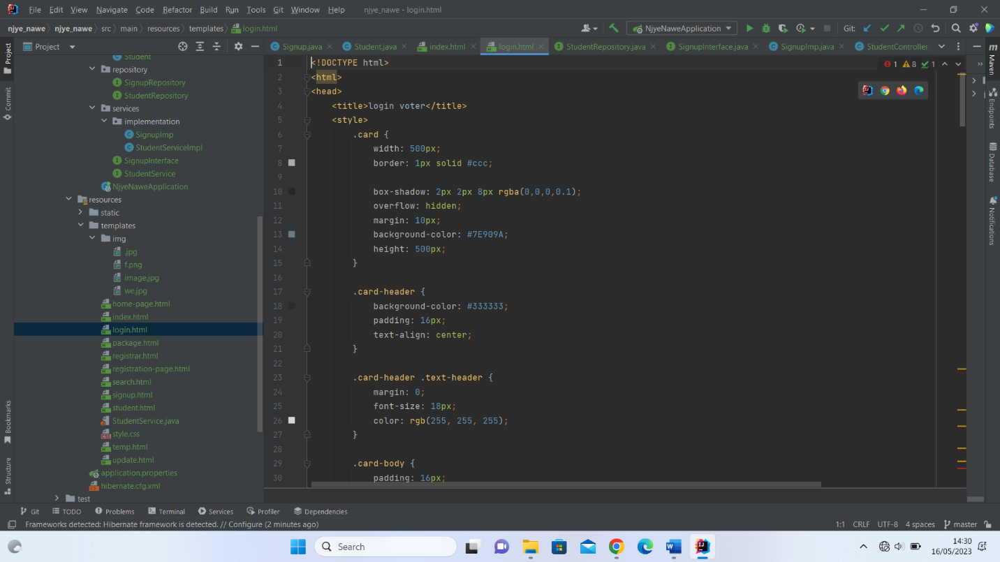 File Edit View Navigate Code Refactor Build Run Tools Git Window Help njye_nawe - login.html
njye_nawe njye_nawe src main resources templates login.html NjyeNaweApplication Git:
Project
Signup.java Student.java index.html login.html StudentRepository.java SignupInterface.java SignupImp.java StudentController.
Project
Commit
Bookmarks
Structure
Student
repository
SignupRepository
StudentRepository
services
implementation
SignupImp
StudentServiceImpl
SignupInterface
StudentService
NjyeNaweApplication
resources
static
templates
img
.jpg
f.png
image.jpg
we.jpg
home-page.html
index.html
login.html
package.html
registrar.html
registration-page.html
search.html
signup.html
student.html
StudentService.java
style.css
temp.html
update.html
application.properties
hibernate.cfg.xml
test
1 <!DOCTYPE html>
2 <html>
3 <head>
4 <title>login voter</title>
5 <style>
6 .card {
7 width: 500px;
8 border: 1px solid #ccc;
9
10 box-shadow: 2px 2px 8px rgba(0,0,0,0.1);
11 overflow: hidden;
12 margin: 10px;
13 background-color: #7E909A;
14 height: 500px;
15 }
16
17 .card-header {
18 background-color: #333333;
19 padding: 16px;
20 text-align: center;
21 }
22
23 .card-header .text-header {
24 margin: 0;
25 font-size: 18px;
26 color: rgb(255, 255, 255);
27 }
28
29 .card-body {
30 padding: 16px;
1 8 1
m
Maven
Endpoints
Database
Notifications
Git TODO Problems Terminal Services Profiler Dependencies
Frameworks detected: Hibernate framework is detected. // Configure (2 minutes ago) 1:1 CRLF UTF-8 4 spaces master
Search
14:30
16/05/2023